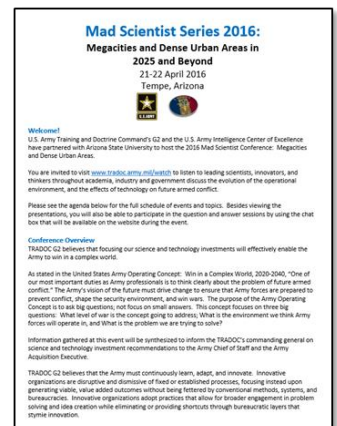 Mad Scientist Series 2016:
Megacities and Dense Urban Areas in
2025 and Beyond
21-22 April 2016
Tempe, Arizona
U.S.ARMY
Welcome!
U.S. Army Training and Doctrine Command's G2 and the U.S. Army Intelligence Center of Excellence
have partnered with Arizona State University to host the 2016 Mad Scientist Conference: Megacities
and Dense Urban Areas.
You are invited to visit www.tradoc.army.mil/watch to listen to leading scientists, innovators, and
thinkers throughout academia, industry and government discuss the evolution of the operational
environment, and the effects of technology on future armed conflict.
Please see the agenda below for the full schedule of events and topics. Besides viewing the
presentations, you will also be able to participate in the question and answer sessions by using the chat
box that will be available on the website during the event.
Conference Overview
TRADOC G2 believes that focusing our science and technology investments will effectively enable the
Army to win in a complex world.
As stated in the United States Army Operating Concept: Win in a Complex World, 2020-2040, "One of
our most important duties as Army professionals is to think clearly about the problem of future armed
conflict." The Army's vision of the future must drive change to ensure that Army forces are prepared to
prevent conflict, shape the security environment, and win wars. The purpose of the Army Operating
Concept is to ask big questions; not focus on small answers. This concept focuses on three big
questions: What level of war is the concept going to address; What is the environment we think Army
forces will operate in, and What is the problem we are trying to solve?
Information gathered at this event will be synthesized to inform the TRADOC's commanding general on
science and technology investment recommendations to the Army Chief of Staff and the Army
Acquisition Executive.
TRADOC G2 believes that the Army must continuously learn, adapt, and innovate. Innovative
organizations are disruptive and dismissive of fixed or established processes, focusing instead upon
generating viable, value added outcomes without being fettered by conventional methods, systems, and
bureaucracies. Innovative organizations adopt practices that allow for broader engagement in problem
solving and idea creation while eliminating or providing shortcuts through bureaucratic layers that
stymie innovation.